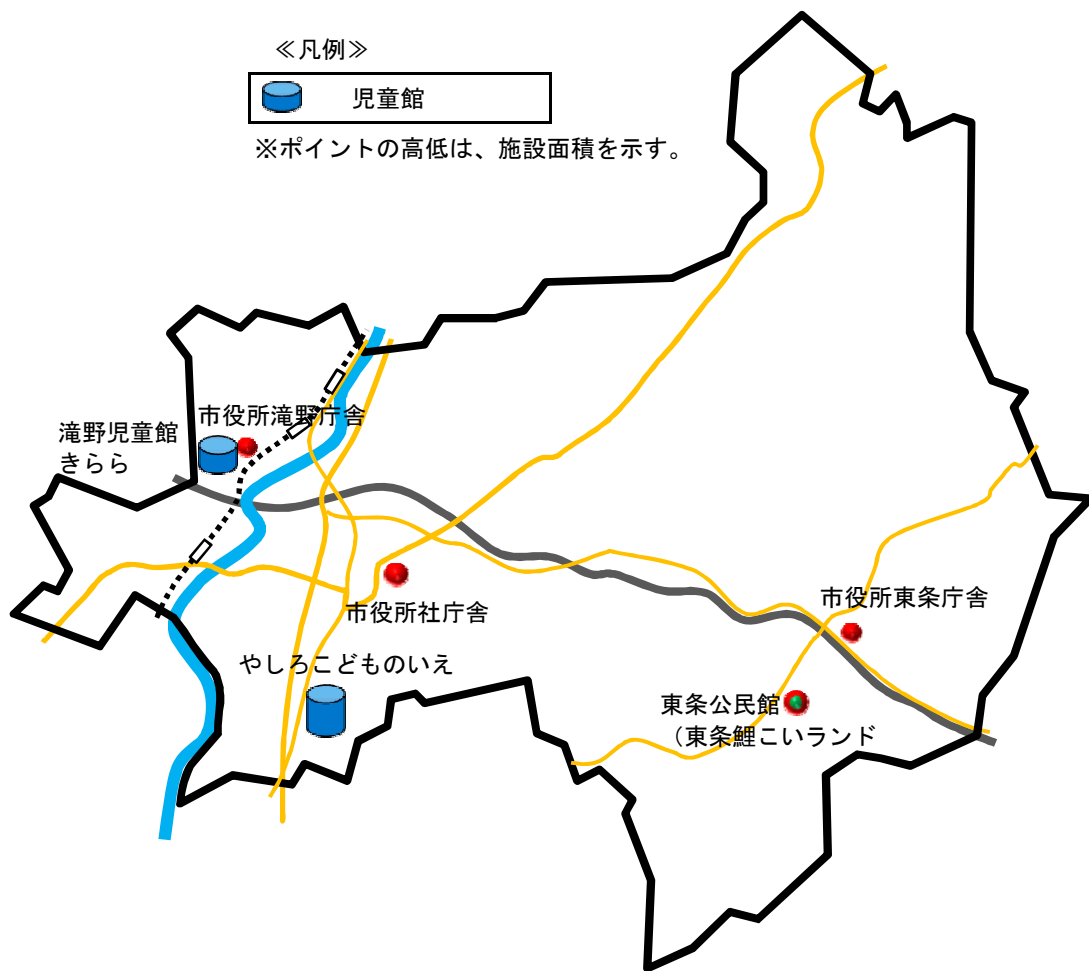 ≪凡例≫
児童館
※ポイントの高低は、施設面積を示す。
市役所滝野庁舎
滝野児童館
きらら
市役所社庁舎
市役所東条庁舎
やしろこどものいえ
東条公民館
（東条鯉こいランド